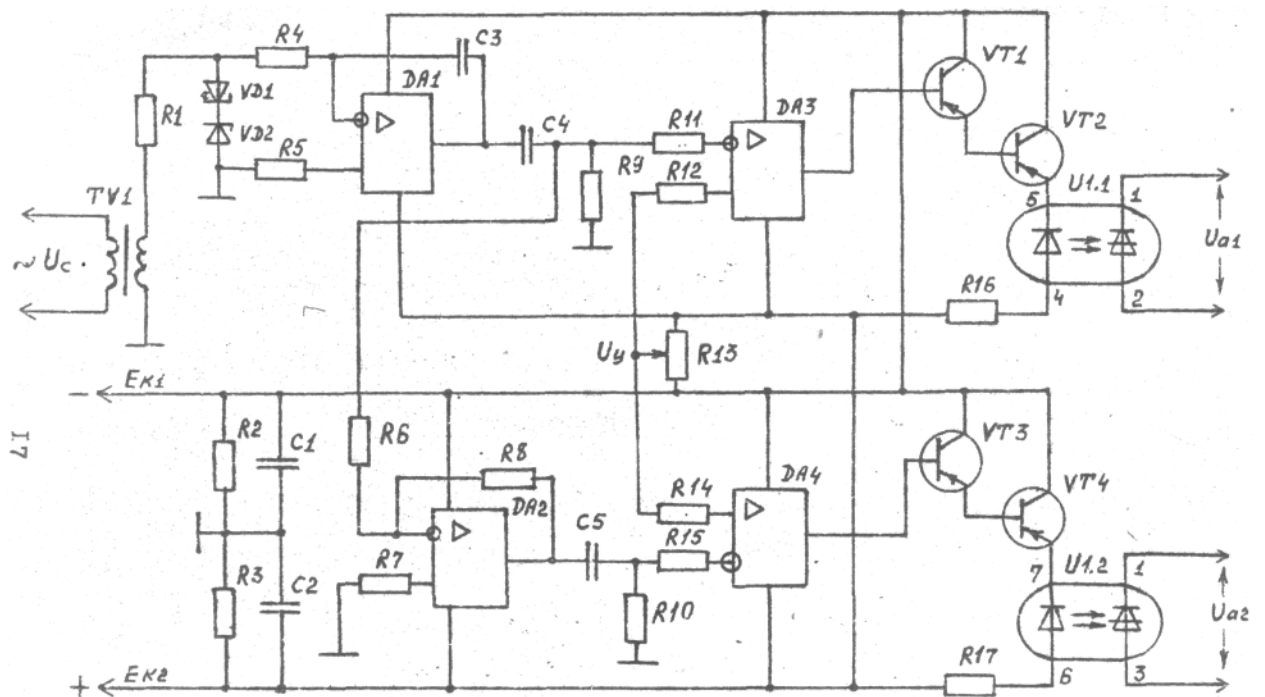 R4
C3
VD1
R1
VD2
R5
DA1
C4
R11
R9
R12
DA3
VT1
VT2
U1.1
5
1
Ua1
4
2
TV1
~ Uc.
R16
Uy
R13
- Eк1
17
R2
C1
R6
R8
DA2
R7
C5
R14
R15
DA4
VT3
VT4
R3
C2
R10
U1.2
7
1
Ua2
6
3
R17
+ Eк2